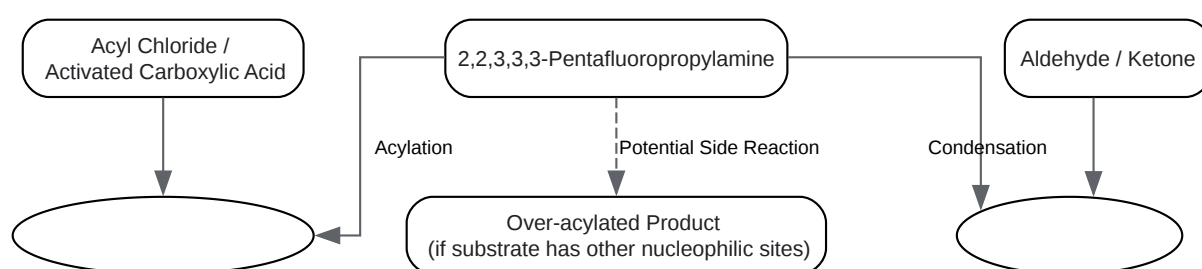 Acyl Chloride /
Activated Carboxylic Acid
2,2,3,3,3-Pentafluoropropylamine
Aldehyde / Ketone
Acylation
Potential Side Reaction
Condensation
Over-acylated Product
(if substrate has other nucleophilic sites)